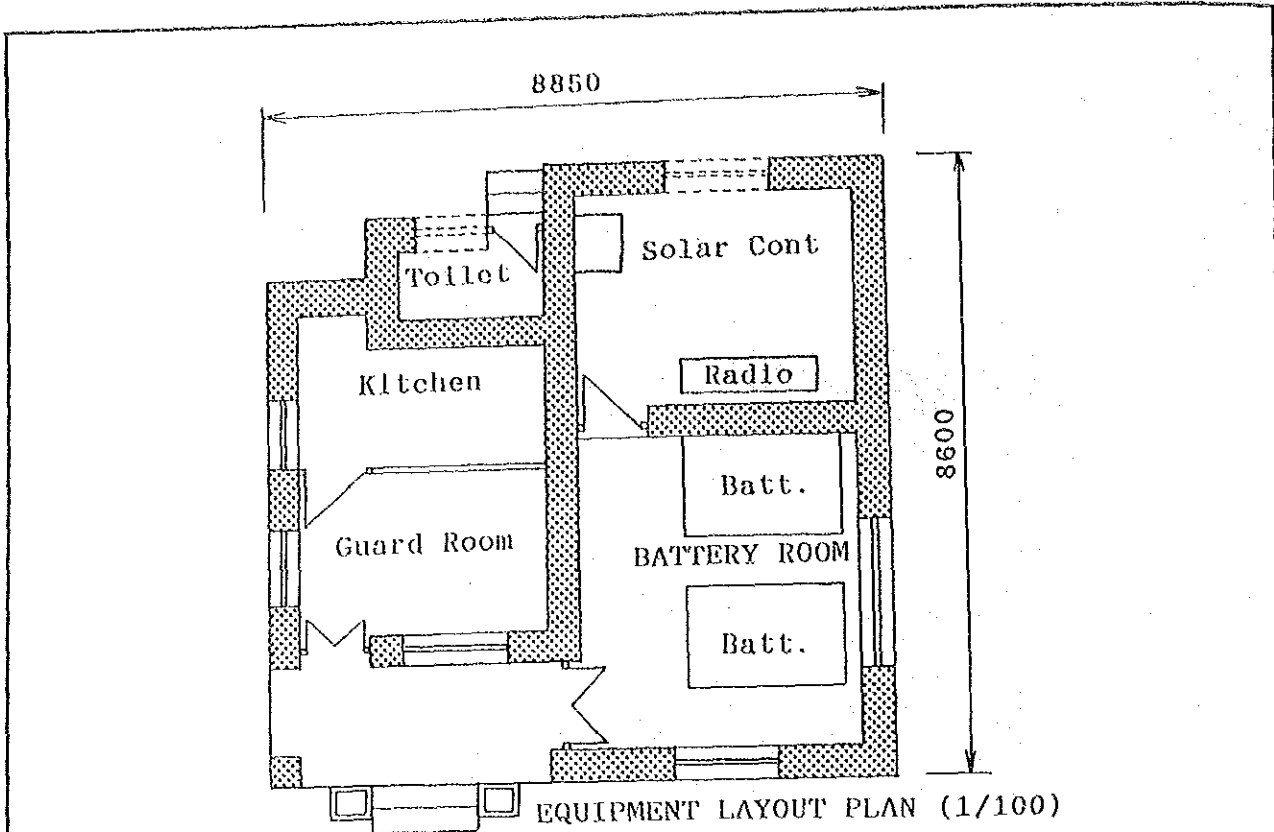 8850
Solar Cont
Toilet
Kitchen
Radio
8600
Batt.
Guard Room
BATTERY ROOM
Batt.
EQUIPMENT LAYOUT PLAN (1/100)